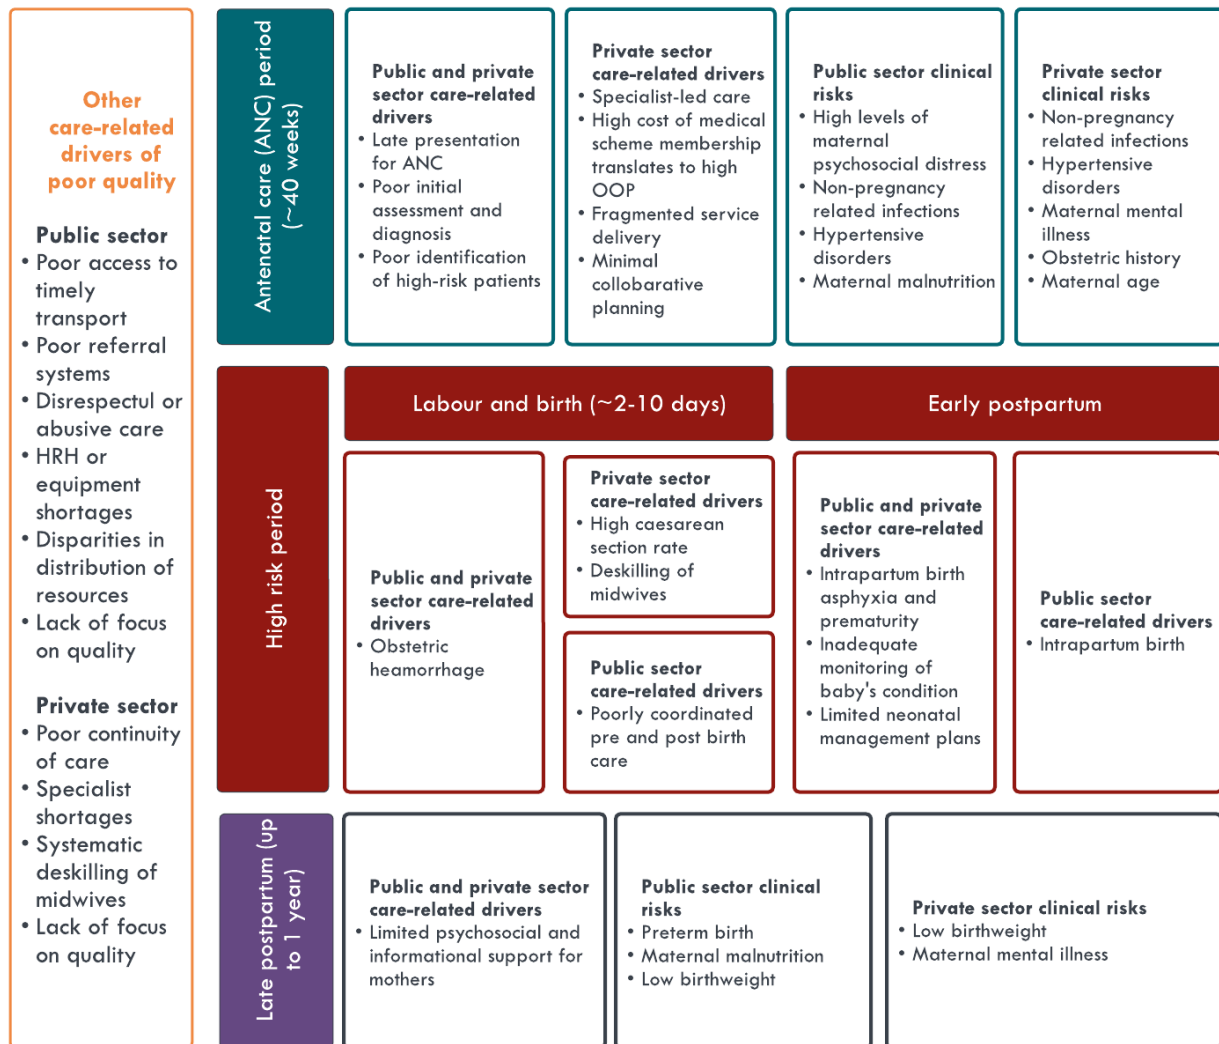 Other
care-related
drivers of
poor quality
Public sector
• Poor access to
timely
transport
• Poor referral
systems
• Disrespectul or
abusive care
• HRH or
equipment
shortages
• Disparities in
distribution of
resources
• Lack of focus
on quality
Private sector
• Poor continuity
of care
• Specialist
shortages
• Systematic
deskilling of
midwives
• Lack of focus
on quality
Antenatal care (ANC) period
(~40 weeks)
Public and private
sector care-related
drivers
• Late presentation
for ANC
• Poor initial
assessment and
diagnosis
• Poor identification
of high-risk patients
Private sector
care-related drivers
• Specialist-led care
• High cost of medical
scheme membership
translates to high
OOP
• Fragmented service
delivery
• Minimal
collobarative
planning
Public sector clinical
risks
• High levels of
maternal
psychosocial distress
• Non-pregnancy
related infections
• Hypertensive
disorders
• Maternal malnutrition
Private sector
clinical risks
• Non-pregnancy
related infections
• Hypertensive
disorders
• Maternal mental
illness
• Obstetric history
• Maternal age
High risk period
Labour and birth (~2-10 days)
Early postpartum
Public and private
sector care-related
drivers
• Obstetric
heamorrhage
Private sector
care-related drivers
• High caesarean
section rate
• Deskilling of
midwives
Public sector
care-related drivers
• Poorly coordinated
pre and post birth
care
Public and private
sector care-related
drivers
• Intrapartum birth
asphyxia and
prematurity
• Inadequate
monitoring of
baby's condition
• Limited neonatal
management plans
Public sector
care-related drivers
• Intrapartum birth
Late postpartum (up
to 1 year)
Public and private sector
care-related drivers
• Limited psychosocial and
informational support for
mothers
Public sector clinical
risks
• Preterm birth
• Maternal malnutrition
• Low birthweight
Private sector clinical risks
• Low birthweight
• Maternal mental illness